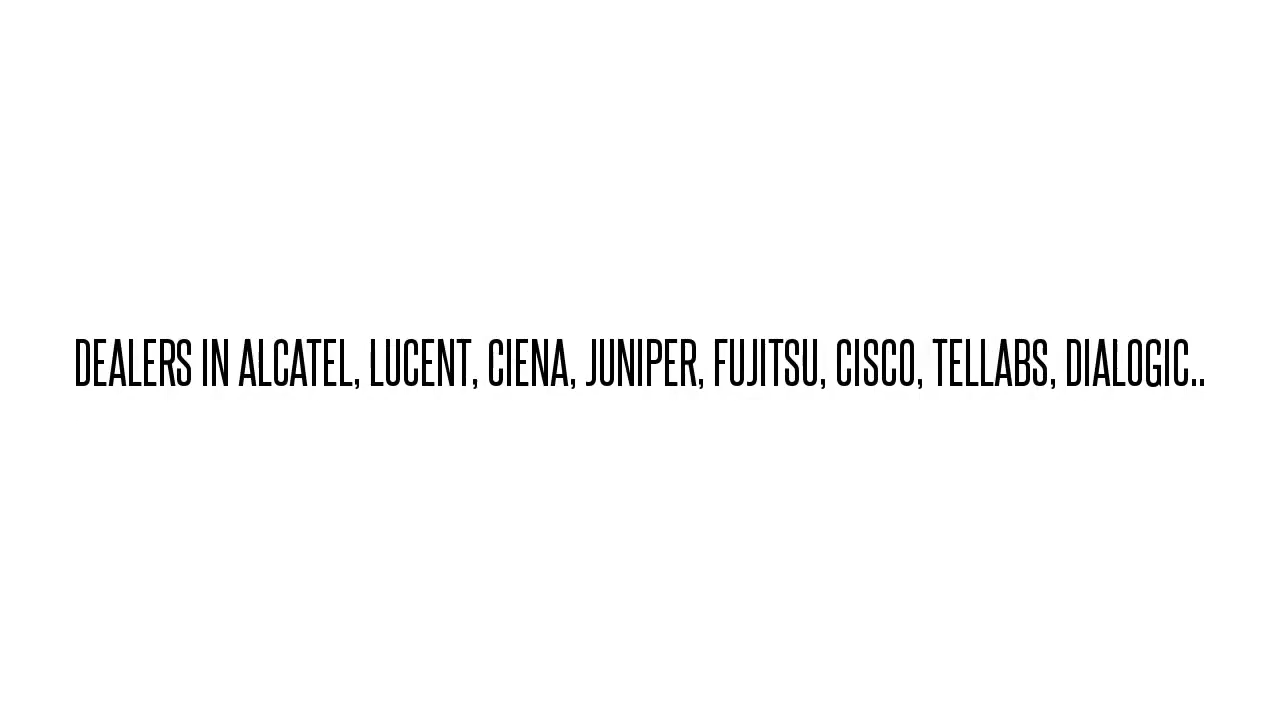 DEALERS IN ALCATEL, LUCENT, CIENA, JUNIPER, FUJITSU, CISCO, TELLABS, DIALOGIC..